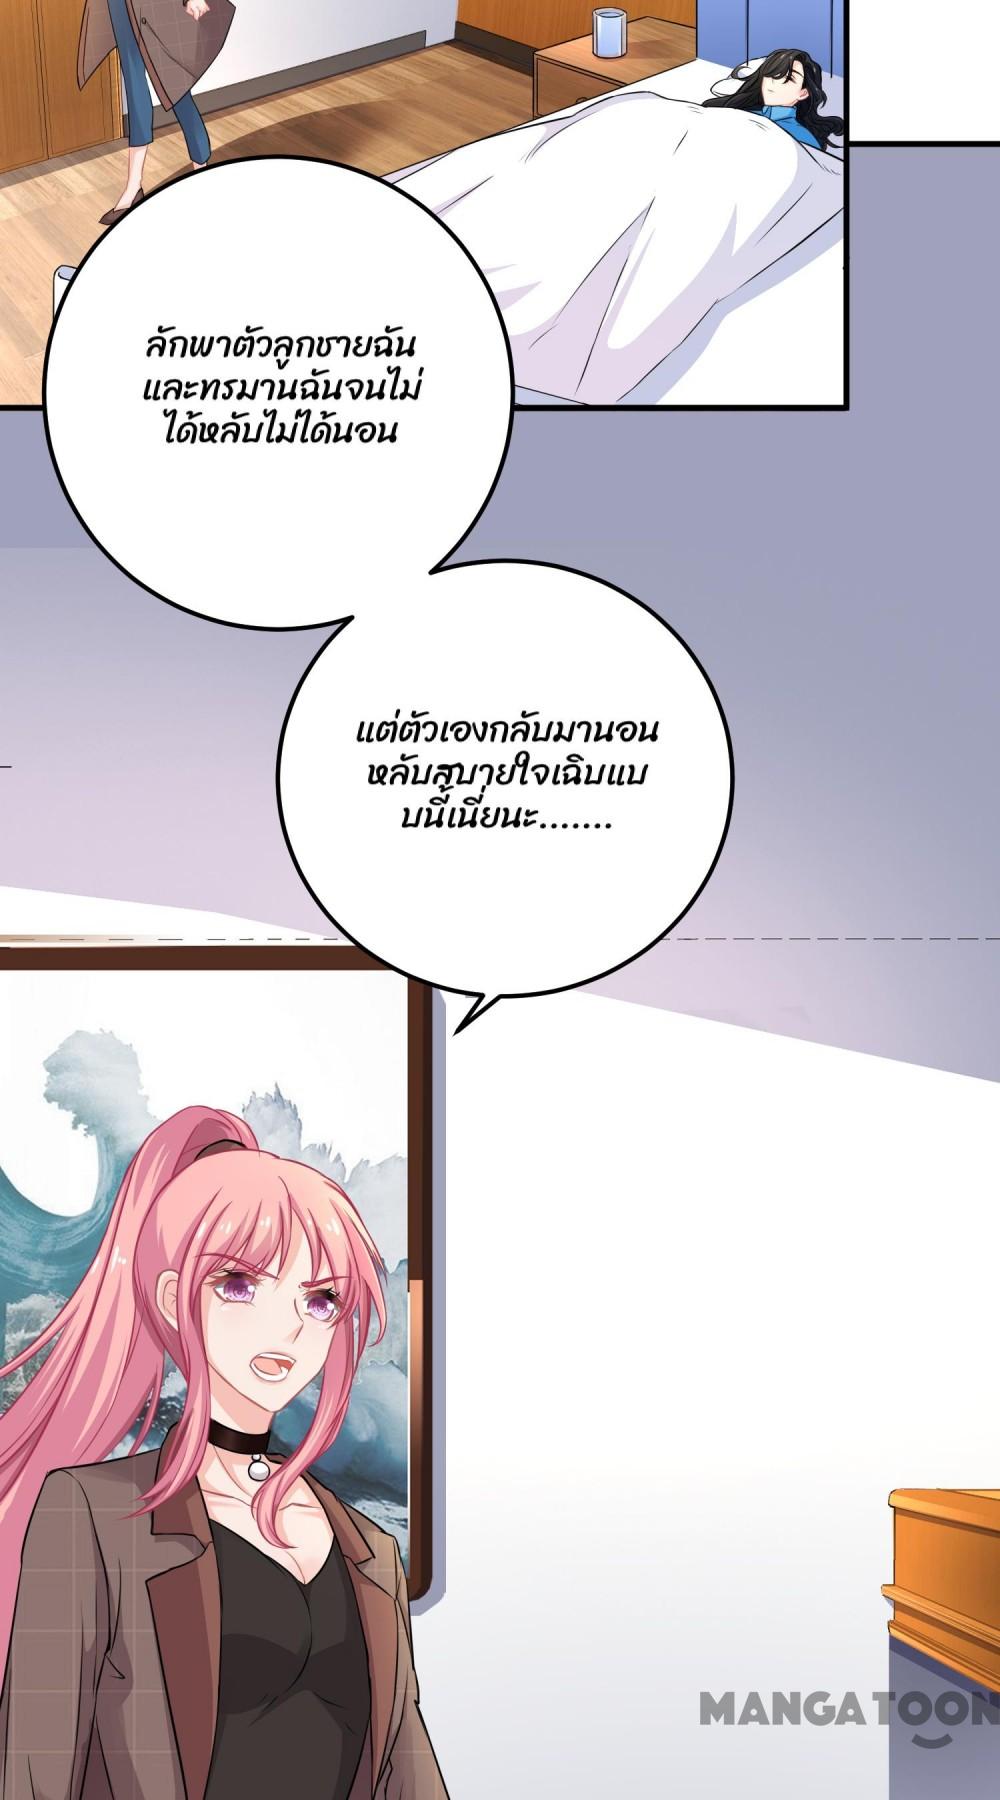 ลักพาตัวลูกชายฉัน
และทรมานฉันจนไม่
ได้หลับไม่ได้นอน
แต่ตัวเองกลับมานอน
หลับสบายใจเฉิบแบ
บนี้เนี่ยนะ.......
MANGATOON